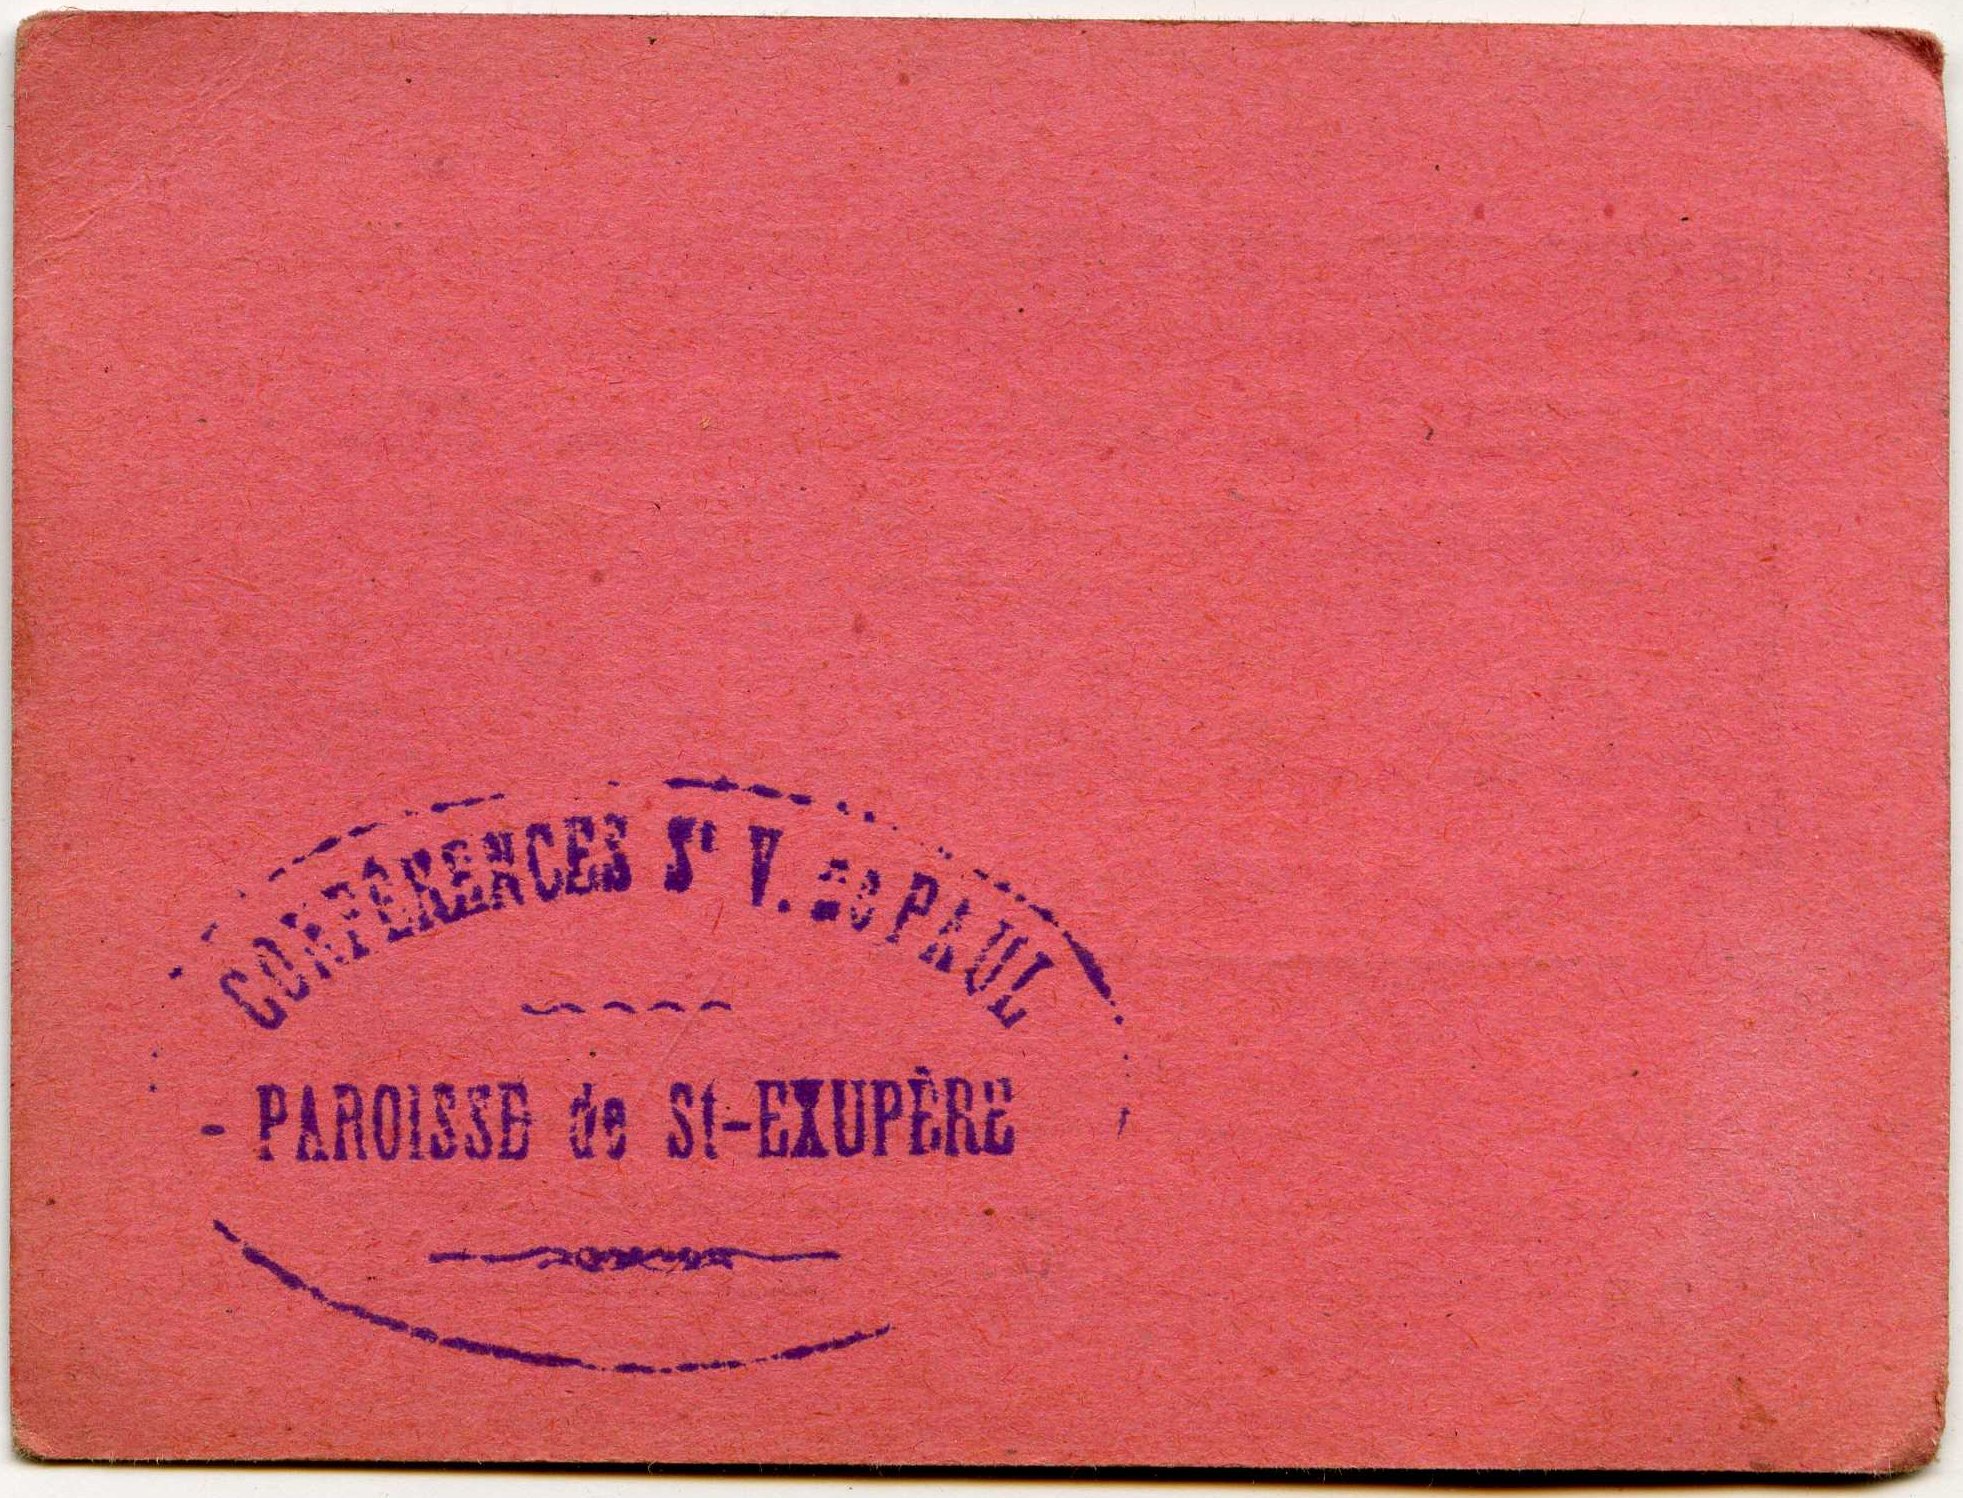 CONFÉRENCES St V. de PAUL
- PAROISSE de St-EXUPÈRE